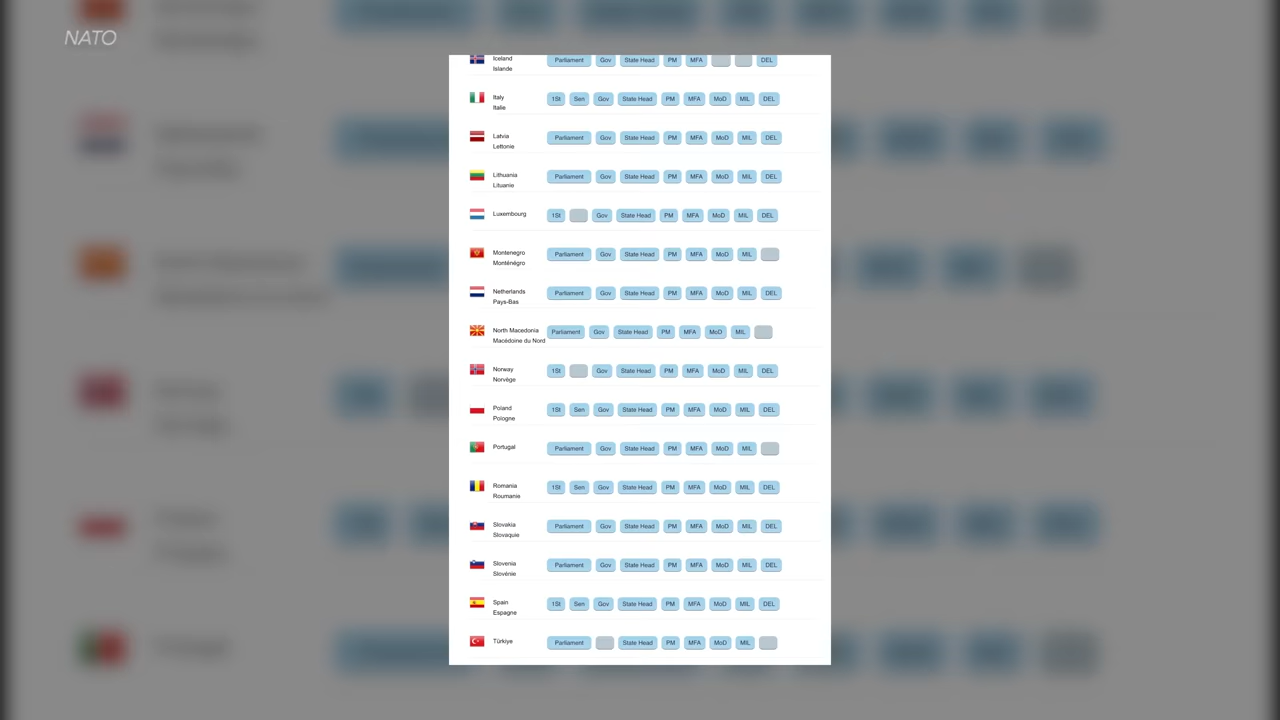 NATO
Iceland
Islande
Parliament Gov State Head PM MFA DEL
Italy
Italie
1St Sen Gov State Head PM MFA MoD MIL DEL
Latvia
Lettonie
Parliament Gov State Head PM MFA MoD MIL DEL
Lithuania
Lituanie
Parliament Gov State Head PM MFA MoD MIL DEL
Luxembourg
1St Gov State Head PM MFA MoD MIL DEL
Montenegro
Monténégro
Parliament Gov State Head PM MFA MoD MIL
Netherlands
Pays-Bas
Parliament Gov State Head PM MFA MoD MIL DEL
North Macedonia
Macédoine du Nord
Parliament Gov State Head PM MFA MoD MIL
Norway
Norvège
1St Gov State Head PM MFA MoD MIL DEL
Poland
Pologne
1St Sen Gov State Head PM MFA MoD MIL DEL
Portugal
Parliament Gov State Head PM MFA MoD MIL
Romania
Roumanie
1St Sen Gov State Head PM MFA MoD MIL DEL
Slovakia
Slovaquie
Parliament Gov State Head PM MFA MoD MIL DEL
Slovenia
Slovénie
Parliament Gov State Head PM MFA MoD MIL DEL
Spain
Espagne
1St Sen Gov State Head PM MFA MoD MIL DEL
Türkiye
Parliament State Head PM MFA MoD MIL